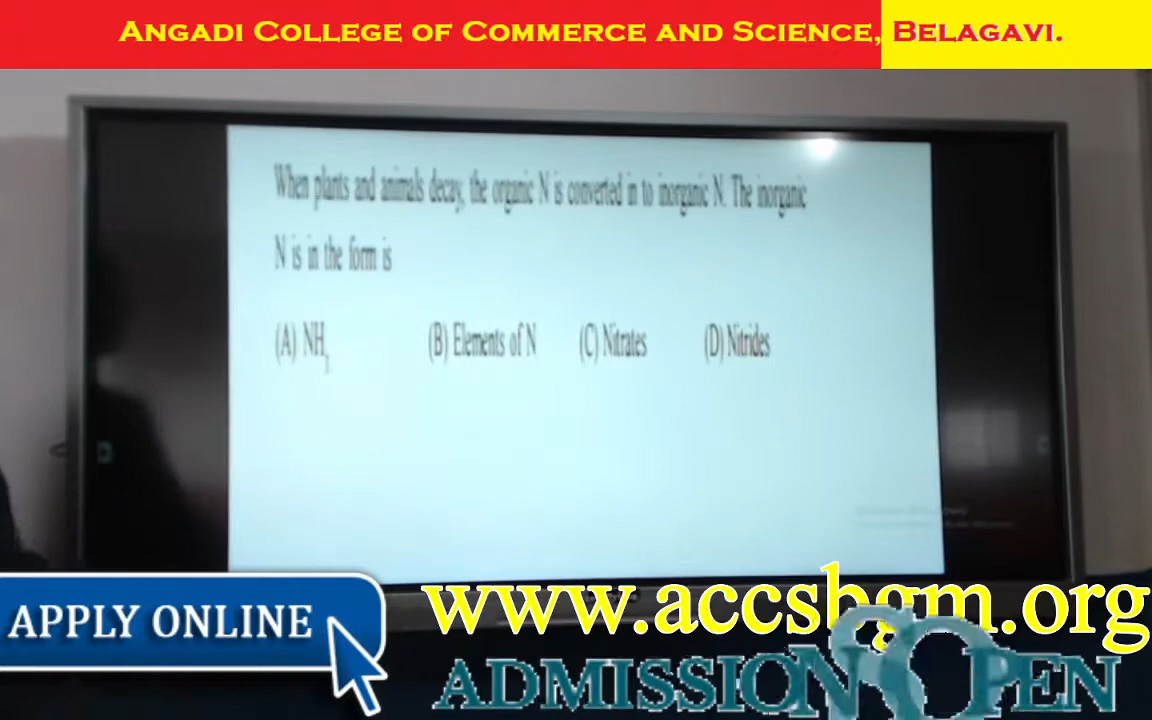 ANGADI COLLEGE OF COMMERCE AND SCIENCE, BELAGAVI.
When plants and animals decay, the organic N is converted in to inorganic N. The inorganic
N is in the form is
(A) NH3 (B) Elements of N (C) Nitrates (D) Nitrides
APPLY ONLINE
www.accsbgm.org
ADMISSION OPEN